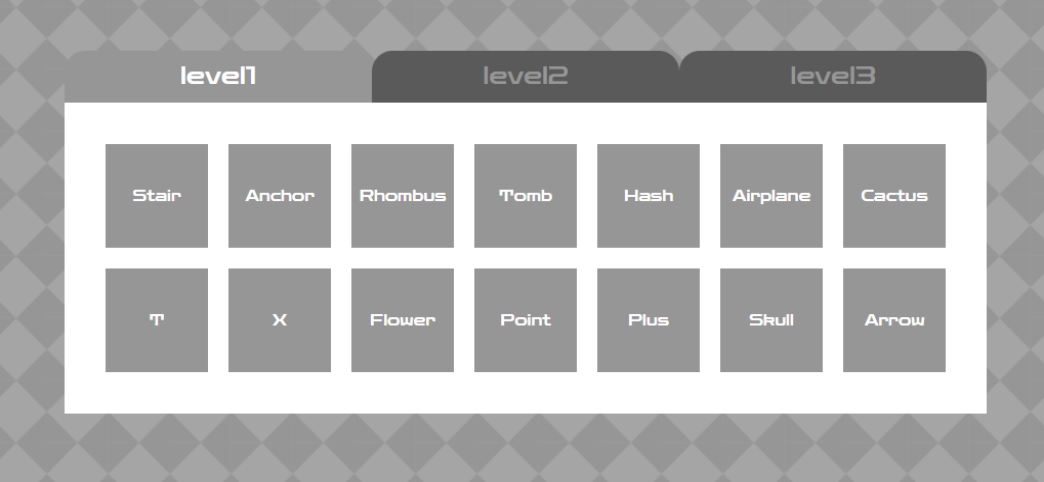 level1 level2 level3
Stair Anchor Rhombus Tomb Hash Airplane Cactus
T X Flower Point Plus Skull Arrow